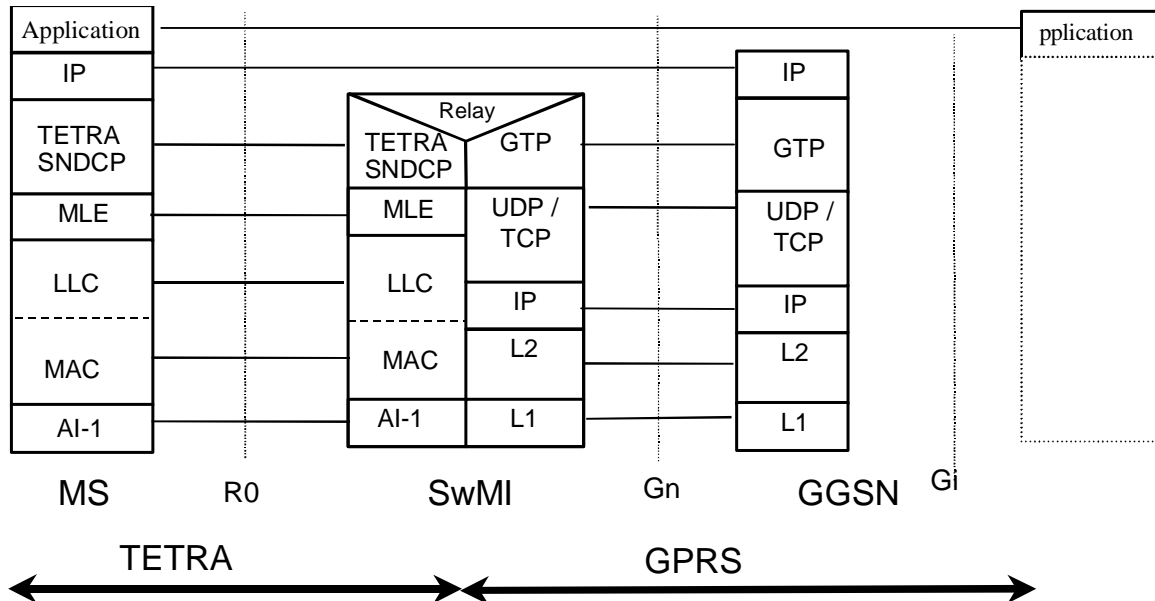 Application
pplication
IP
IP
Relay
TETRA
SNDCP
TETRA
SNDCP
GTP
GTP
MLE
MLE
UDP /
TCP
UDP /
TCP
LLC
LLC
IP
IP
MAC
MAC
L2
L2
AI-1
AI-1
L1
L1
MS
R0
SwMI
Gn
GGSN
Gi
TETRA
GPRS